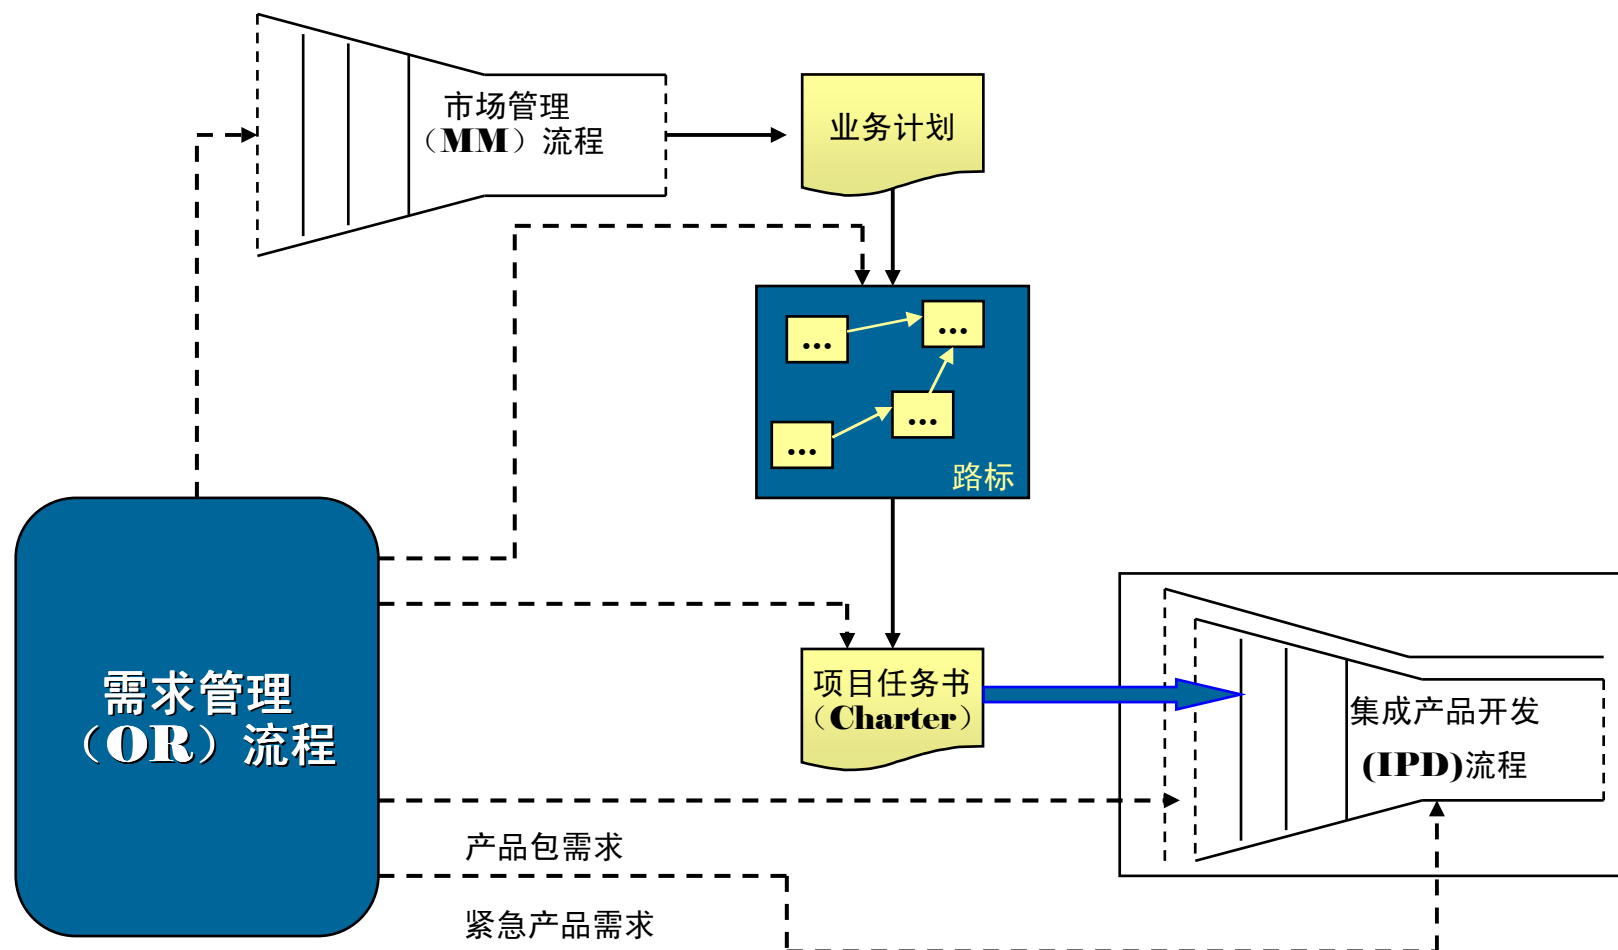 市场管理
（MM）流程
业务计划
...
...
...
...
路标
需求管理
（OR）流程
项目任务书
（Charter）
集成产品开发
(IPD)流程
产品包需求
紧急产品需求